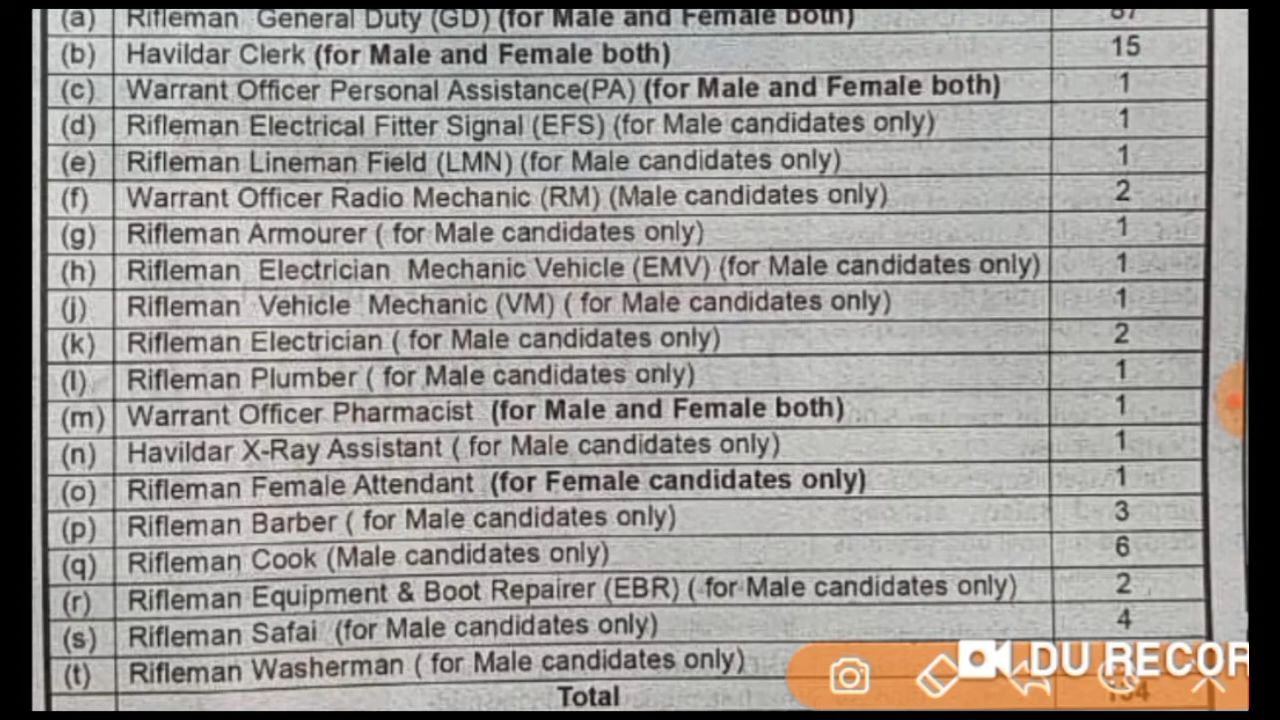 (a) Rifleman General Duty (GD) (for Male and Female both)
(b) Havildar Clerk (for Male and Female both) 15
(c) Warrant Officer Personal Assistance(PA) (for Male and Female both) 1
(d) Rifleman Electrical Fitter Signal (EFS) (for Male candidates only) 1
(e) Rifleman Lineman Field (LMN) (for Male candidates only) 1
(f) Warrant Officer Radio Mechanic (RM) (Male candidates only) 2
(g) Rifleman Armourer ( for Male candidates only) 1
(h) Rifleman Electrician Mechanic Vehicle (EMV) (for Male candidates only) 1
(j) Rifleman Vehicle Mechanic (VM) ( for Male candidates only) 1
(k) Rifleman Electrician ( for Male candidates only) 2
(l) Rifleman Plumber ( for Male candidates only) 1
(m) Warrant Officer Pharmacist (for Male and Female both) 1
(n) Havildar X-Ray Assistant ( for Male candidates only) 1
(o) Rifleman Female Attendant (for Female candidates only) 1
(p) Rifleman Barber ( for Male candidates only) 3
(q) Rifleman Cook (Male candidates only) 6
(r) Rifleman Equipment & Boot Repairer (EBR) ( for Male candidates only) 2
(s) Rifleman Safai (for Male candidates only) 4
(t) Rifleman Washerman ( for Male candidates only)
DU RECOR
Total